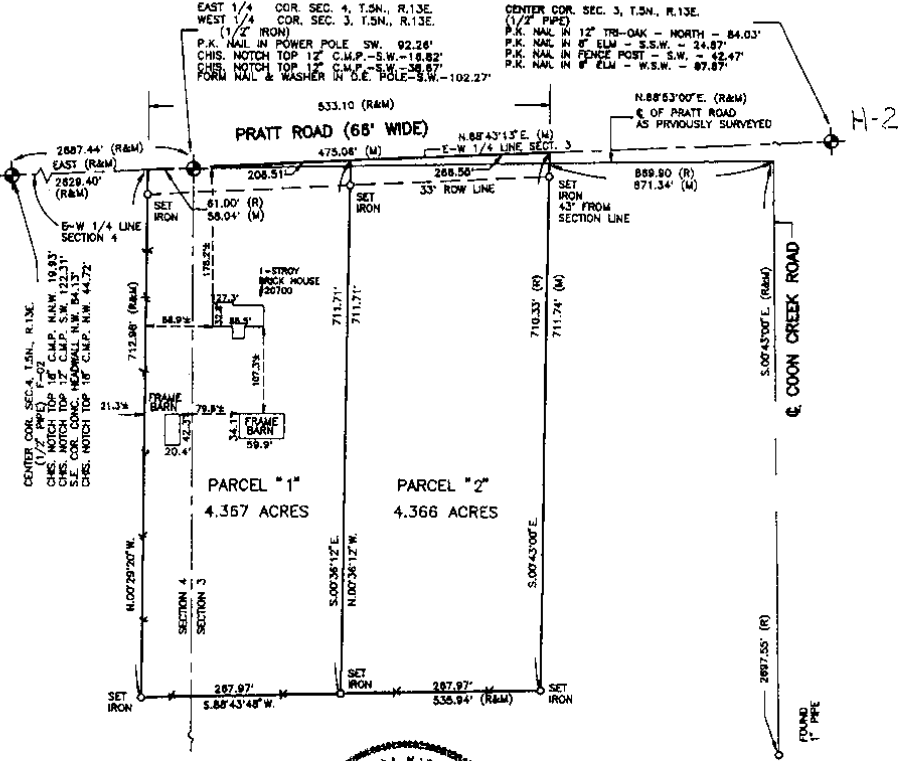 EAST 1/4 COR. SEC. 4, T.5N., R.13E.
WEST 1/4 COR. SEC. 3, T.5N., R.13E.
(1/2" IRON)
P.K. NAIL IN POWER POLE SW. 92.26'
CHIS. NOTCH TOP 12" C.M.P.-S.W.-16.82'
CHIS. NOTCH TOP 12" C.M.P.-S.W.-38.67'
FORM NAIL & WASHER IN O.E. POLE-S.W.-102.27'
CENTER COR. SEC. 3, T.5N., R.13E.
(1/2" PIPE)
P.K. NAIL IN 12" TRI-OAK - NORTH - 84.03'
P.K. NAIL IN 8" ELM - S.S.W. - 24.87'
P.K. NAIL IN FENCE POST - S.W. - 42.47'
P.K. NAIL IN 8" ELM - W.S.W. - 87.87'
533.10 (R&M)
PRATT ROAD (66' WIDE)
N.88°53'00"E. (R&M)
℄ OF PRATT ROAD
AS PRVIOUSLY SURVEYED
H-2
2687.44' (R&M)
EAST (R&M)
2629.40'
(R&M)
N.88°43'13"E. (M)
475.06' (M)
E-W 1/4 LINE SECT. 3
208.51
266.56'
33' ROW LINE
889.90 (R)
871.34' (M)
SET
IRON
61.00' (R)
58.04' (M)
SET
IRON
SET
IRON
43' FROM
SECTION LINE
E-W 1/4 LINE
SECTION 4
CENTER COR. SEC.4, T.5N., R.13E.
(1/2" PIPE) F-02
CHIS. NOTCH TOP 18" C.M.P. N.N.W. 19.93'
CHIS. NOTCH TOP 12" C.M.P. S.W. 122.31'
S.E. COR. CONC. HEADWALL N.W. 84.13'
CHIS. NOTCH TOP 18" C.M.P. N.W. 44.72'
712.98' (R&M)
178.2'±
1-STROY
BRICK HOUSE
#20700
27.3'
32.8'
68.9'±
107.3'±
711.71'
711.71'
710.33' (R)
711.74' (M)
S.00°43'00"E. (R&M)
℄ COON CREEK ROAD
21.3'±
FRAME
BARN
79.8'±
42.3'
20.4'
34.1'
FRAME
BARN
59.9'
PARCEL "1"
4.357 ACRES
PARCEL "2"
4.366 ACRES
N.00°29'20"W.
SECTION 4
SECTION 3
S.00°36'12"E.
N.00°36'12"W.
S.00°43'00"E.
2697.55' (R)
SET
IRON
267.97'
S.88°43'48"W.
SET
IRON
267.97'
535.94' (R&M)
SET
IRON
FOUND
1" PIPE